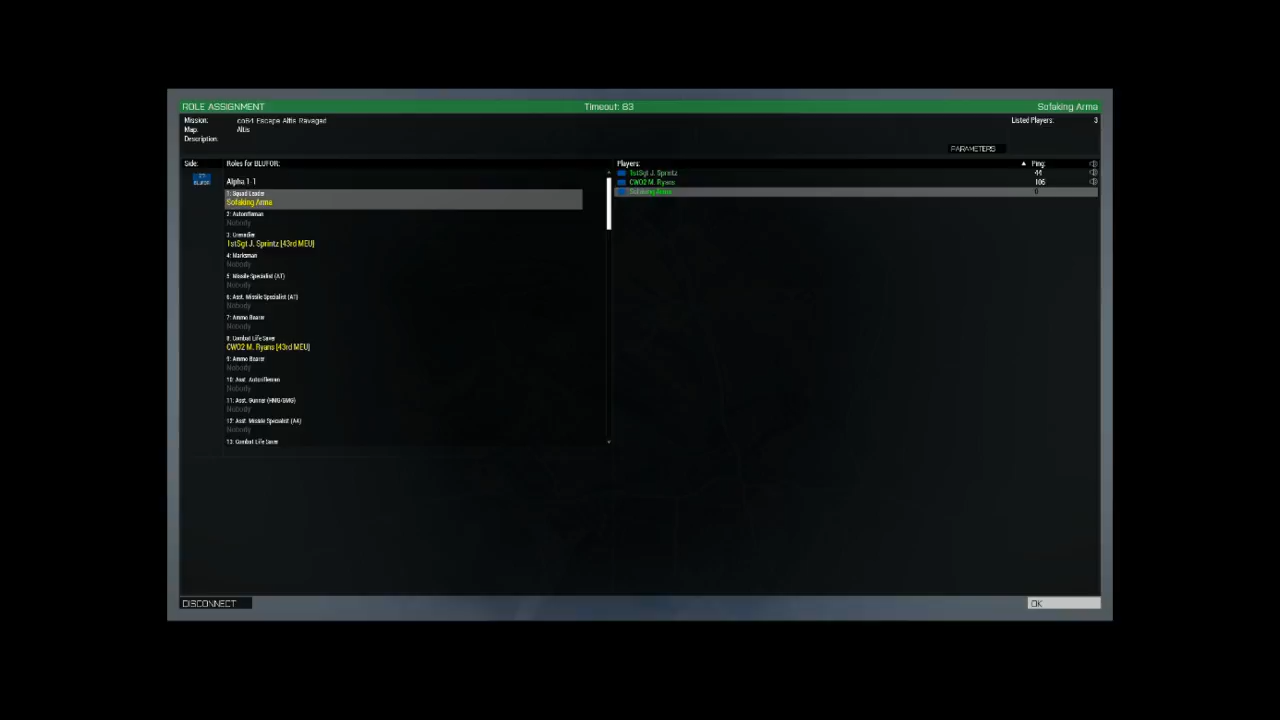 ROLE ASSIGNMENT Timeout: 83 Sofaking Arma
Mission: co64 Escape Altis Ravaged Listed Players: 3
Map: Altis
Description:
PARAMETERS
Side: Roles for BLUFOR: Players: Ping:
BLUFOR
Alpha 1-1
1: Squad Leader
Sofaking Arma
2: Autorifleman
Nobody
3: Grenadier
1stSgt J. Sprintz [43rd MEU]
4: Marksman
Nobody
5: Missile Specialist (AT)
Nobody
6: Asst. Missile Specialist (AT)
Nobody
7: Ammo Bearer
Nobody
8: Combat Life Saver
CWO2 M. Ryans [43rd MEU]
9: Ammo Bearer
Nobody
10: Asst. Autorifleman
Nobody
11: Asst. Gunner (HMG/GMG)
Nobody
12: Asst. Missile Specialist (AA)
Nobody
13: Combat Life Saver
1stSgt J. Sprintz 44
CWO2 M. Ryans 106
Sofaking Arma 0
DISCONNECT OK